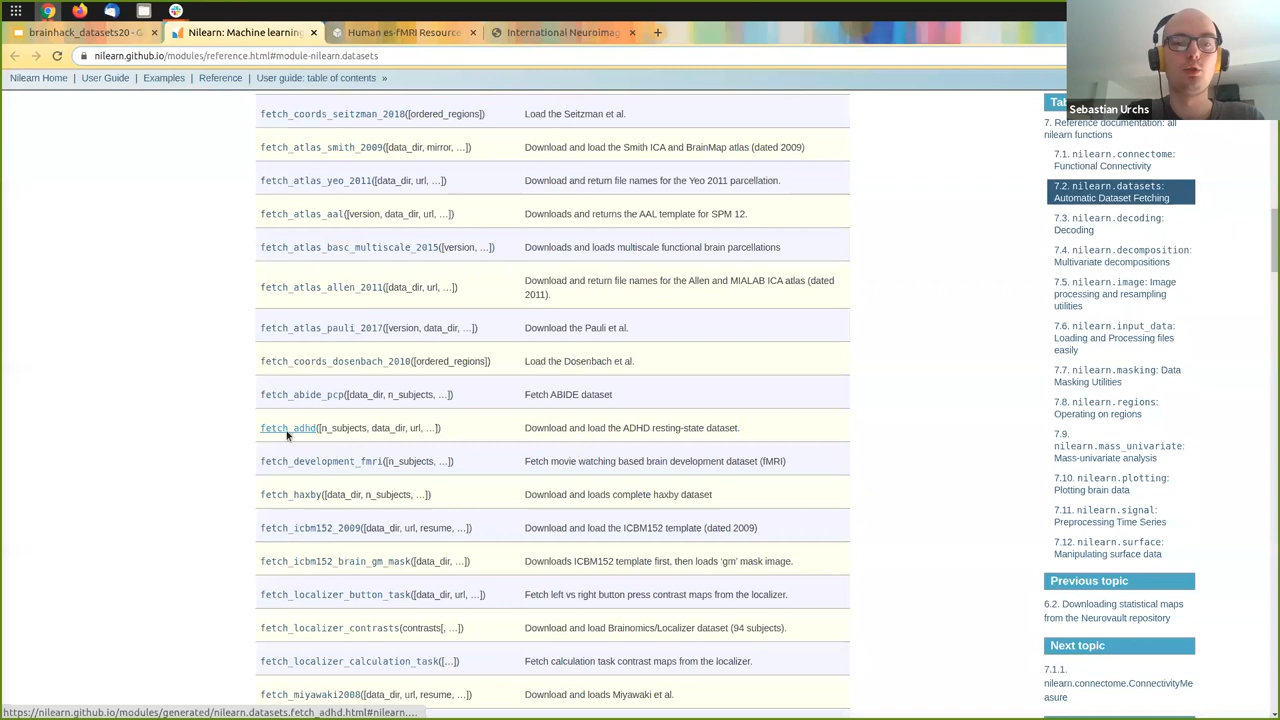 brainhack_datasets20 - G
Nilearn: Machine learning
Human es-fMRI Resource
International Neuroimag
nilearn.github.io/modules/reference.html#module-nilearn.datasets
Nilearn Home | User Guide | Examples | Reference | User guide: table of contents »
Sebastian Urchs
fetch_coords_seitzman_2018([ordered_regions]) Load the Seitzman et al.
fetch_atlas_smith_2009([data_dir, mirror, …]) Download and load the Smith ICA and BrainMap atlas (dated 2009)
fetch_atlas_yeo_2011([data_dir, url, …]) Download and return file names for the Yeo 2011 parcellation.
fetch_atlas_aal([version, data_dir, url, …]) Downloads and returns the AAL template for SPM 12.
fetch_atlas_basc_multiscale_2015([version, …]) Downloads and loads multiscale functional brain parcellations
fetch_atlas_allen_2011([data_dir, url, …]) Download and return file names for the Allen and MIALAB ICA atlas (dated
2011).
fetch_atlas_pauli_2017([version, data_dir, …]) Download the Pauli et al.
fetch_coords_dosenbach_2010([ordered_regions]) Load the Dosenbach et al.
fetch_abide_pcp([data_dir, n_subjects, …]) Fetch ABIDE dataset
fetch_adhd([n_subjects, data_dir, url, …]) Download and load the ADHD resting-state dataset.
fetch_development_fmri([n_subjects, …]) Fetch movie watching based brain development dataset (fMRI)
fetch_haxby([data_dir, n_subjects, …]) Download and loads complete haxby dataset
fetch_icbm152_2009([data_dir, url, resume, …]) Download and load the ICBM152 template (dated 2009)
fetch_icbm152_brain_gm_mask([data_dir, …]) Downloads ICBM152 template first, then loads ‘gm’ mask image.
fetch_localizer_button_task([data_dir, url, …]) Fetch left vs right button press contrast maps from the localizer.
fetch_localizer_contrasts(contrasts[, …]) Download and load Brainomics/Localizer dataset (94 subjects).
fetch_localizer_calculation_task([…]) Fetch calculation task contrast maps from the localizer.
fetch_miyawaki2008([data_dir, url, resume, …]) Download and loads Miyawaki et al.
https://nilearn.github.io/modules/generated/nilearn.datasets.fetch_adhd.html#nilearn....
7. Reference documentation: all
nilearn functions
7.1. nilearn.connectome:
Functional Connectivity
7.2. nilearn.datasets:
Automatic Dataset Fetching
7.3. nilearn.decoding:
Decoding
7.4. nilearn.decomposition:
Multivariate decompositions
7.5. nilearn.image: Image
processing and resampling
utilities
7.6. nilearn.input_data:
Loading and Processing files
easily
7.7. nilearn.masking: Data
Masking Utilities
7.8. nilearn.regions:
Operating on regions
7.9.
nilearn.mass_univariate:
Mass-univariate analysis
7.10. nilearn.plotting:
Plotting brain data
7.11. nilearn.signal:
Preprocessing Time Series
7.12. nilearn.surface:
Manipulating surface data
Previous topic
6.2. Downloading statistical maps
from the Neurovault repository
Next topic
7.1.1.
nilearn.connectome.ConnectivityMe
asure